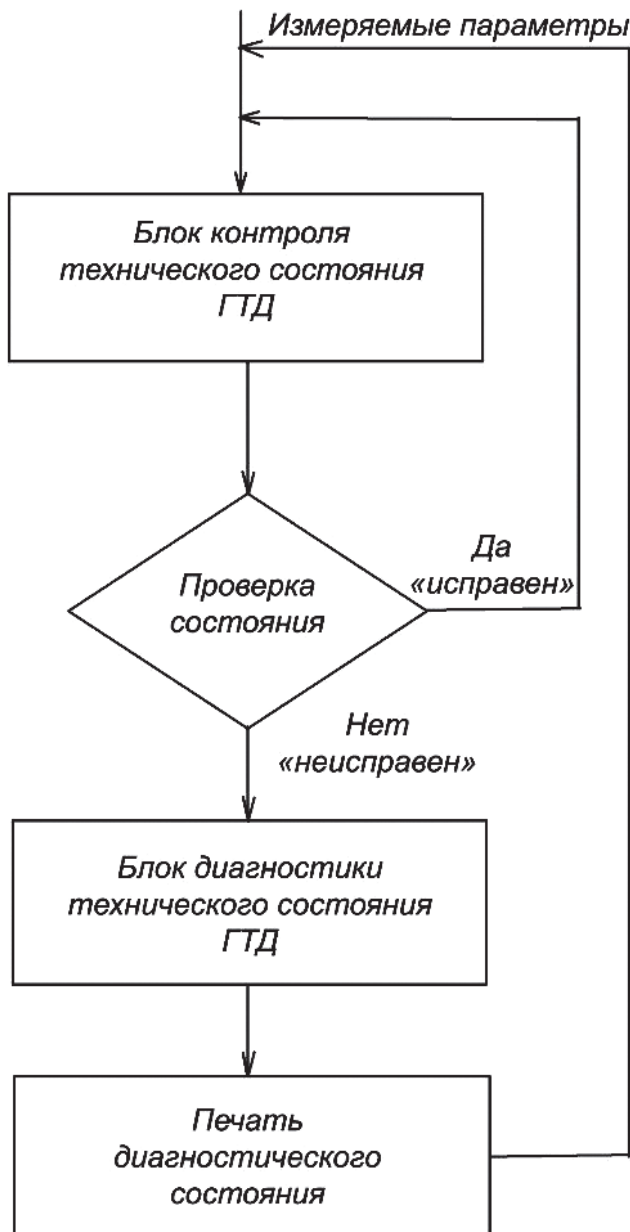 Измеряемые параметры
Блок контроля
технического состояния
ГТД
Проверка
состояния
Да
«исправен»
Нет
«неисправен»
Блок диагностики
технического состояния
ГТД
Печать
диагностического
состояния